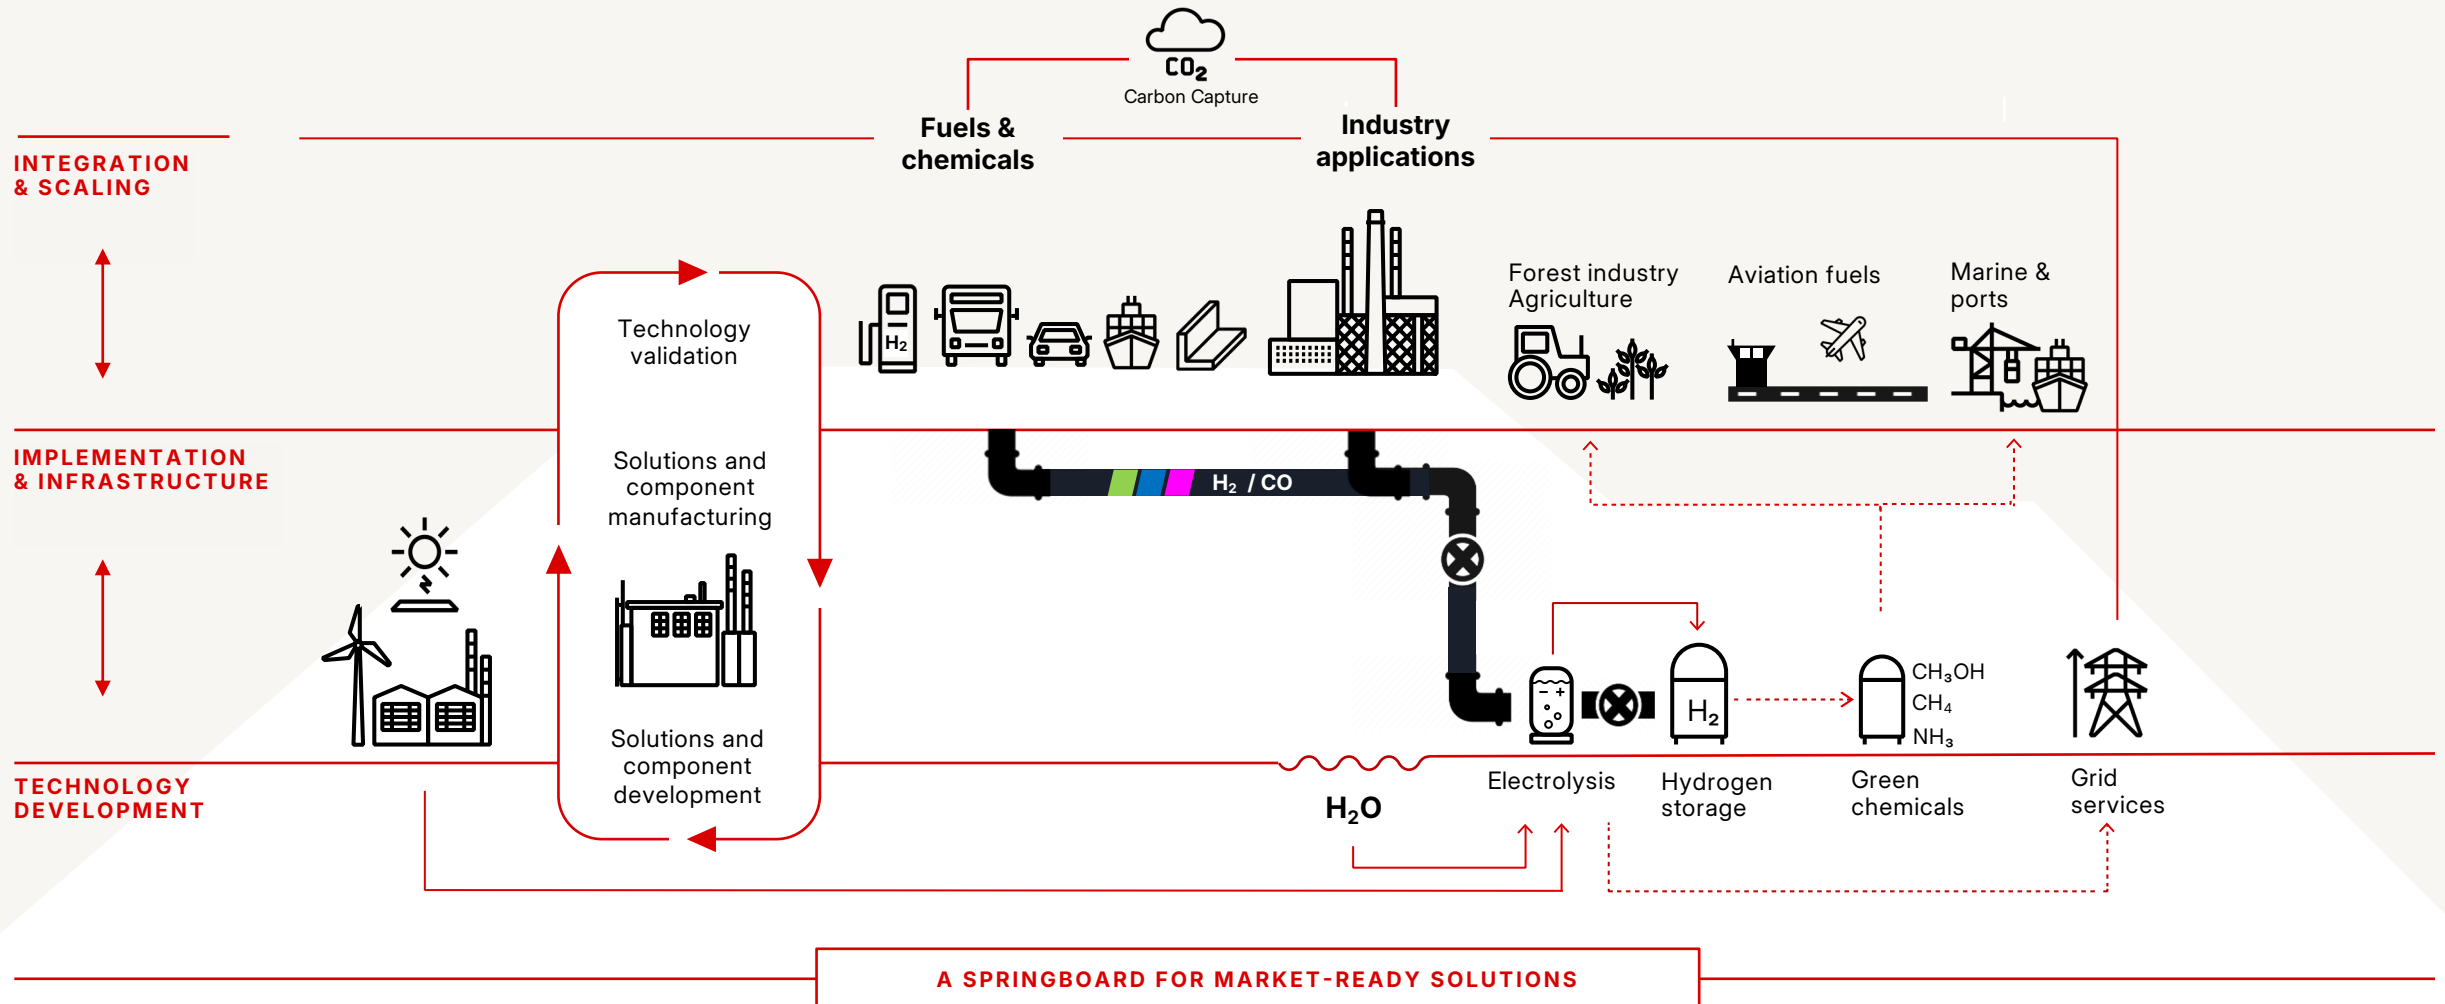 CO₂
Carbon Capture
Fuels &
chemicals
Industry
applications
INTEGRATION
& SCALING
Technology
validation
H₂
Forest industry
Agriculture
Aviation fuels
Marine &
ports
IMPLEMENTATION
& INFRASTRUCTURE
Solutions and
component
manufacturing
H₂ / CO
H₂
CH₃OH
CH₄
NH₃
TECHNOLOGY
DEVELOPMENT
Solutions and
component
development
H₂O
Electrolysis
Hydrogen
storage
Green
chemicals
Grid
services
A SPRINGBOARD FOR MARKET-READY SOLUTIONS